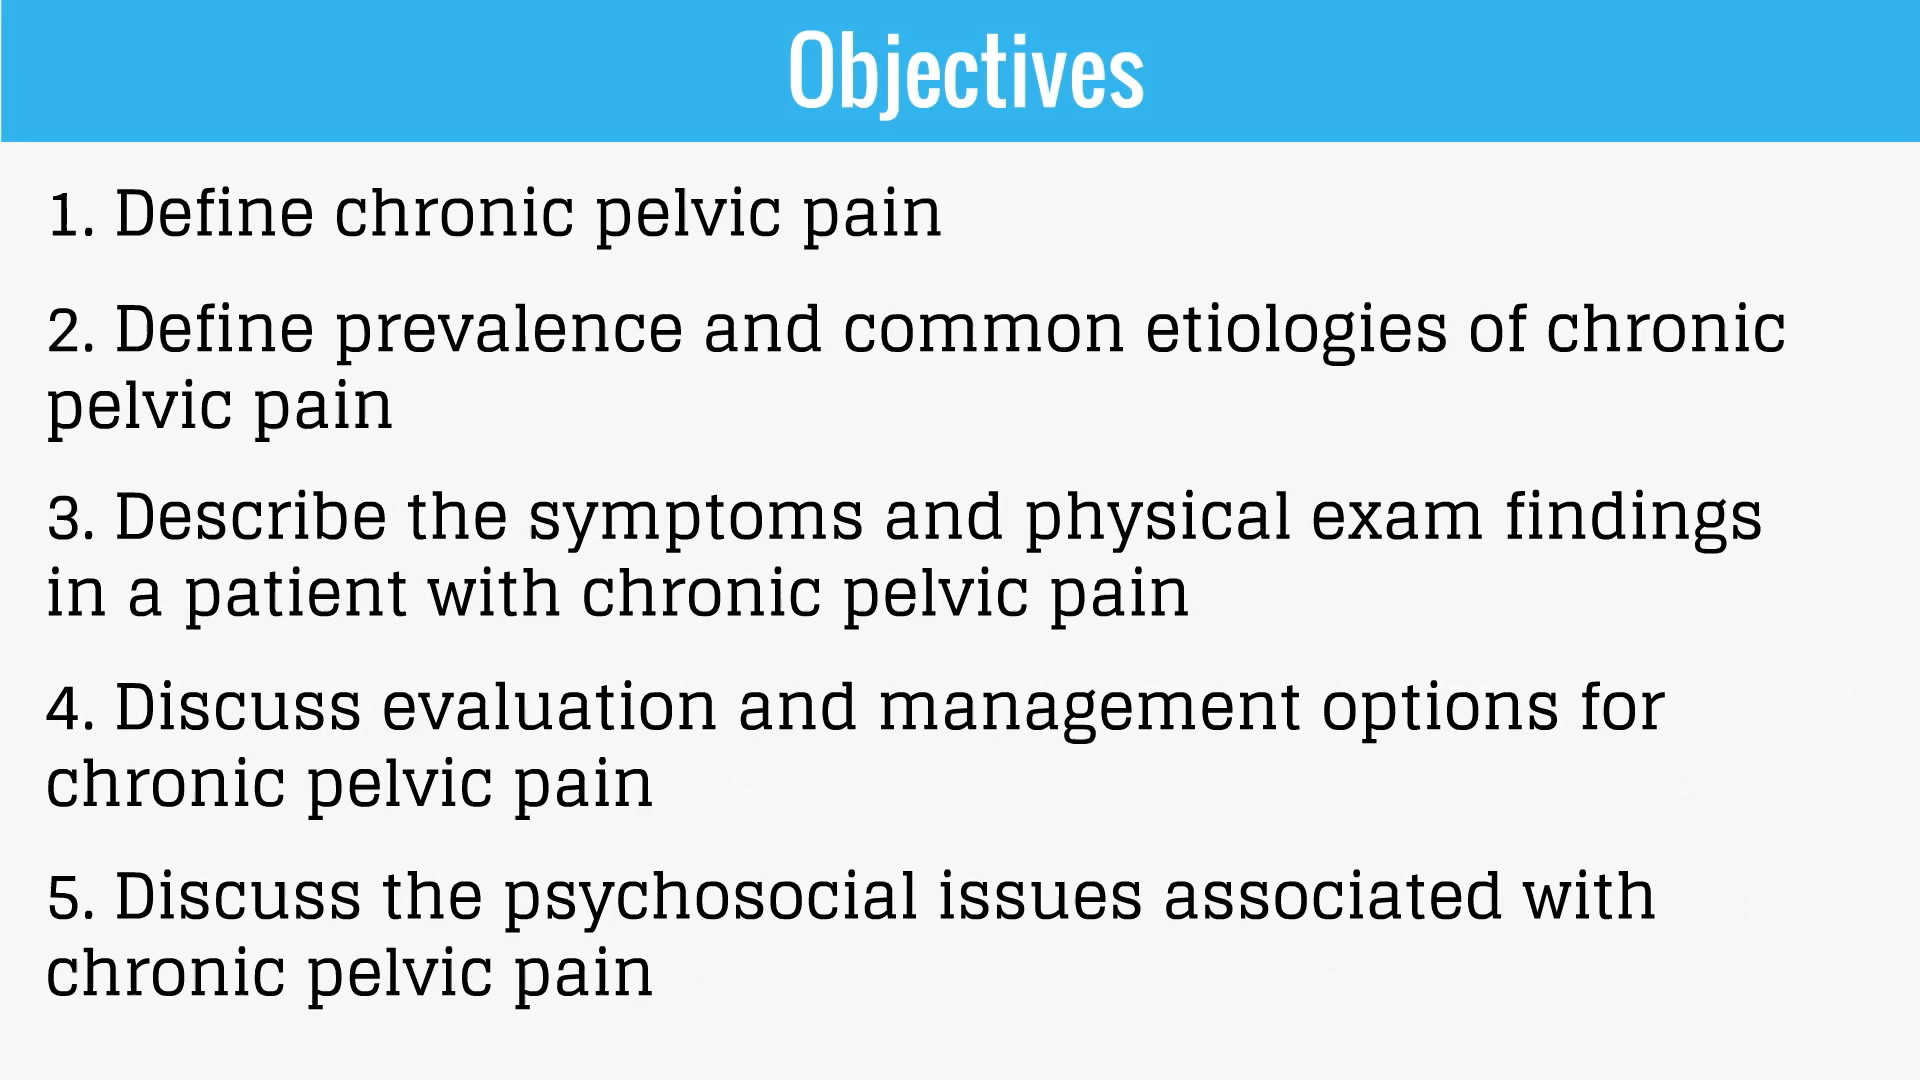 Objectives
1. Define chronic pelvic pain
2. Define prevalence and common etiologies of chronic
pelvic pain
3. Describe the symptoms and physical exam findings
in a patient with chronic pelvic pain
4. Discuss evaluation and management options for
chronic pelvic pain
5. Discuss the psychosocial issues associated with
chronic pelvic pain